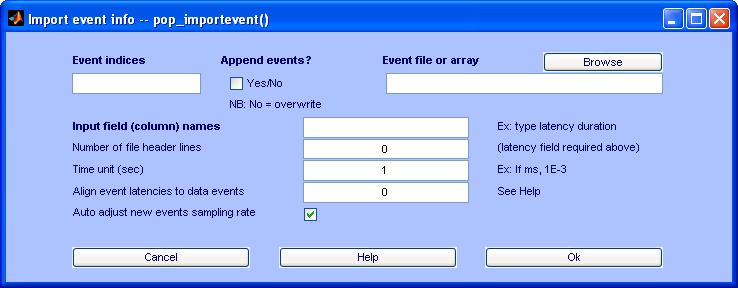 Import event info -- pop_importevent()
Event indices Append events? Event file or array Browse
Yes/No
NB: No = overwrite
Input field (column) names Ex: type latency duration
Number of file header lines 0 (latency field required above)
Time unit (sec) 1 Ex: If ms, 1E-3
Align event latencies to data events 0 See Help
Auto adjust new events sampling rate
Cancel Help Ok